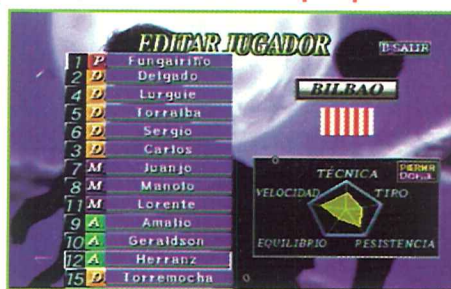 EDITAR JUGADOR
B SALIR
1 P Fungairiño
2 D Delgado
4 D Lurguie
5 D Torralba
6 D Sergio
3 D Carlos
7 M Juanjo
8 M Manolo
11 M Lorente
9 A Amalio
10 A Geraldson
12 A Herranz
15 D Torremocha
BILBAO
PIERNA
TÉCNICA
VELOCIDAD
TIRO
EQUILIBRIO
RESISTENCIA